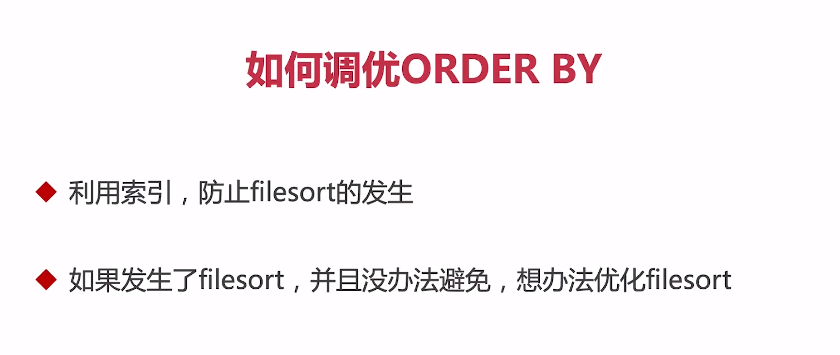 如何调优ORDER BY
利用索引，防止filesort的发生
如果发生了filesort，并且没办法避免，想办法优化filesort